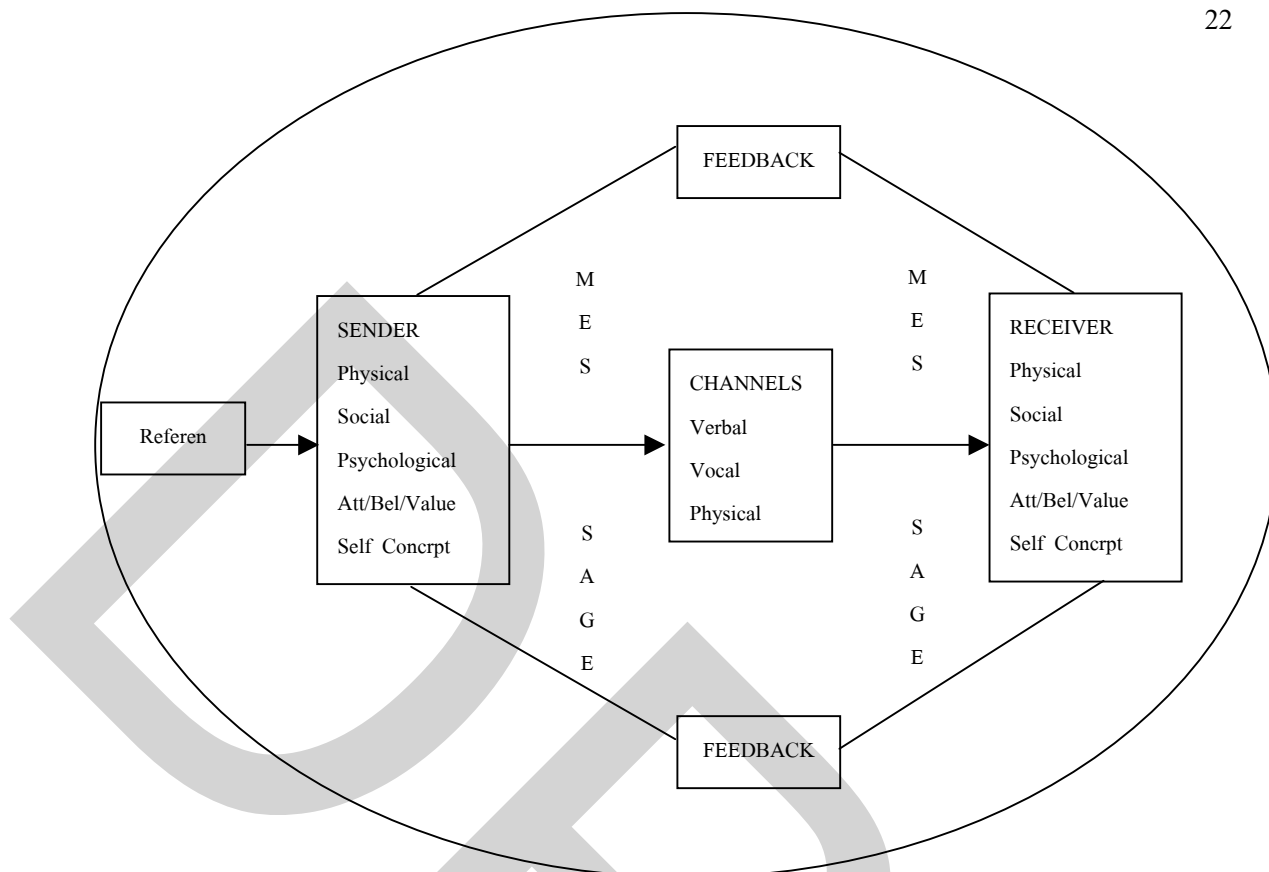 22
FEEDBACK
M
E
S
M
E
S
SENDER
Physical
Social
Psychological
Att/Bel/Value
Self Concrpt
RECEIVER
Physical
Social
Psychological
Att/Bel/Value
Self Concrpt
CHANNELS
Verbal
Vocal
Physical
Referen
S
A
G
E
S
A
G
E
FEEDBACK